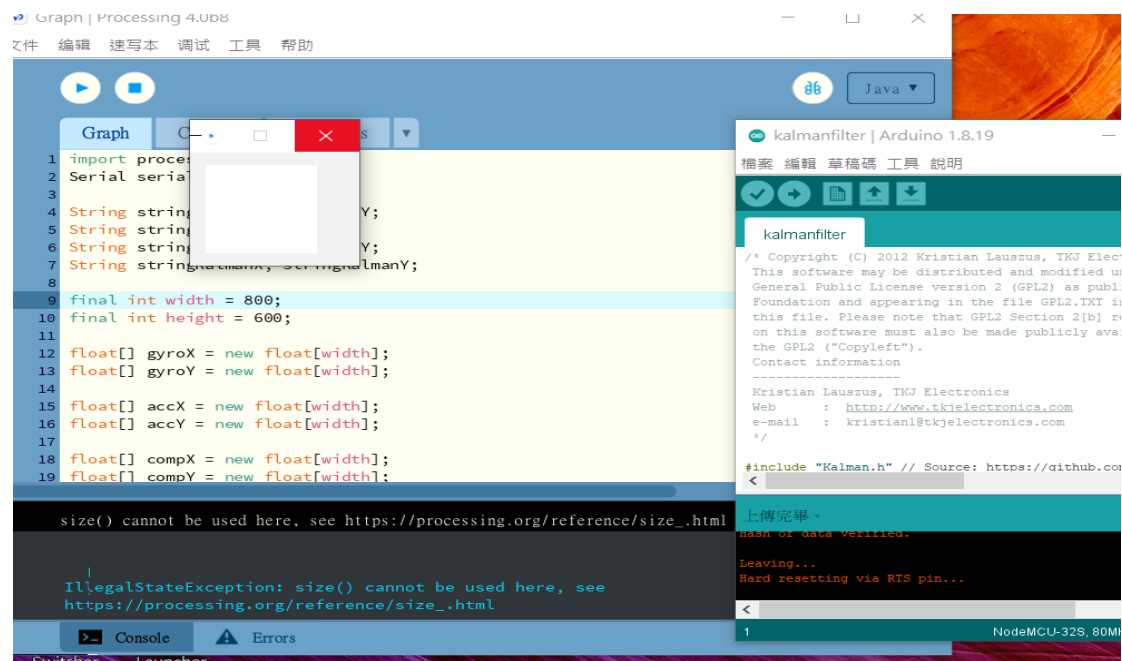 Graph | Processing 4.0b8
文件 编辑 速写本 调试 工具 帮助
Java ▼
Graph
1 import proces
2 Serial serial
3
4 String string Y;
5 String string
6 String string Y;
7 String stringKalmanX, stringKalmanY;
8
9 final int width = 800;
10 final int height = 600;
11
12 float[] gyroX = new float[width];
13 float[] gyroY = new float[width];
14
15 float[] accX = new float[width];
16 float[] accY = new float[width];
17
18 float[] compX = new float[width];
19 float[] compY = new float[width];
size() cannot be used here, see https://processing.org/reference/size_.html
IllegalStateException: size() cannot be used here, see
https://processing.org/reference/size_.html
Console
Errors
Switcher Launcher
kalmanfilter | Arduino 1.8.19
檔案 編輯 草稿碼 工具 說明
kalmanfilter
/* Copyright (C) 2012 Kristian Lauszus, TKJ Elect
This software may be distributed and modified u
General Public License version 2 (GPL2) as publi
Foundation and appearing in the file GPL2.TXT i
this file. Please note that GPL2 Section 2[b] r
on this software must also be made publicly ava
the GPL2 ("Copyleft").
Contact information
-------------------
Kristian Lauszus, TKJ Electronics
Web : http://www.tkjelectronics.com
e-mail : kristianl@tkjelectronics.com
*/
#include "Kalman.h" // Source: https://github.co
上傳完畢。
Hash of data verified.
Leaving...
Hard resetting via RTS pin...
1
NodeMCU-32S, 80M